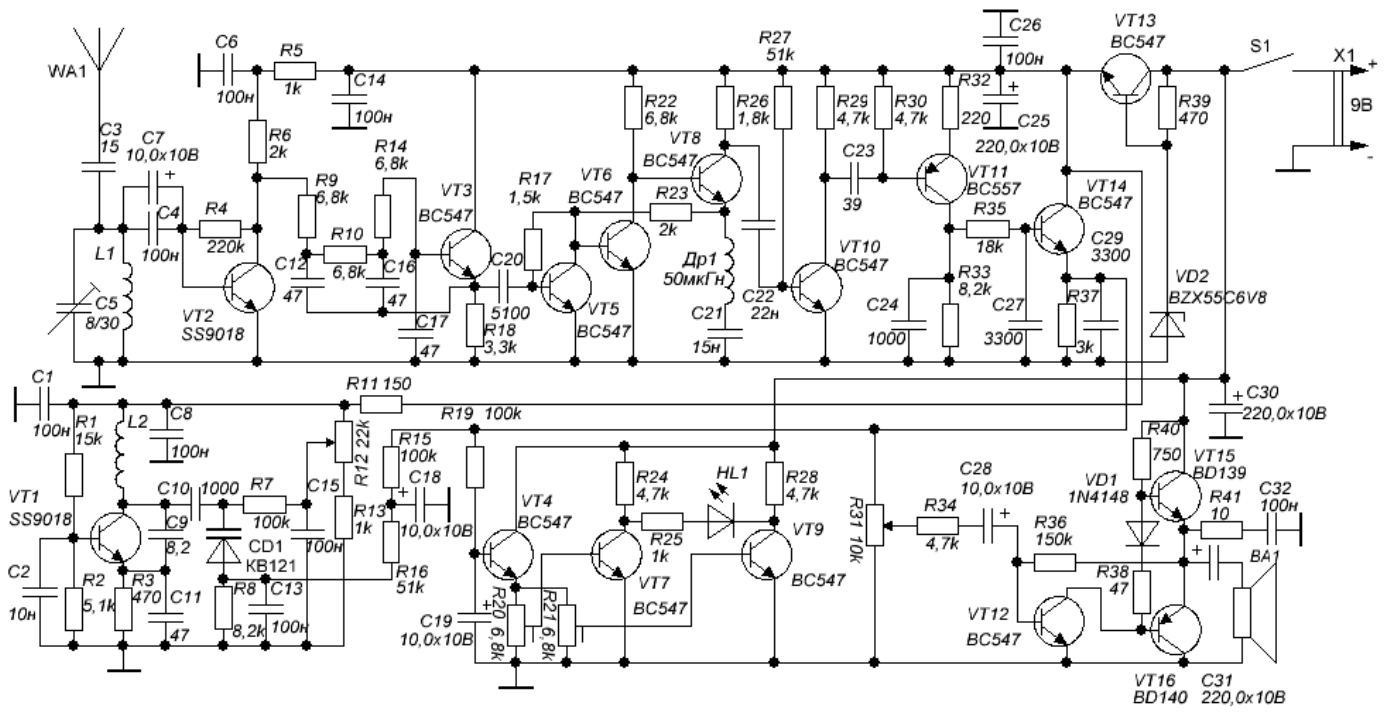 WA1
C3
15
C7
10,0x10В
C4
100н
L1
C5
8/30
R4
220k
VT2
SS9018
C6
100н
R5
1k
R6
2k
C14
100н
R9
6,8k
R10
6,8k
C12
47
R14
6,8k
C16
47
C17
47
VT3
BC547
R18
3,3k
C20
5100
R17
1,5k
VT5
BC547
VT6
BC547
R22
6,8k
R23
2k
VT8
BC547
R26
1,8k
Др1
50мкГн
C21
15н
C22
22н
R27
51k
R29
4,7k
VT10
BC547
C23
39
R30
4,7k
R32
220
VT11
BC557
C24
1000
R33
8,2k
R35
18k
C27
3300
C26
100н
C25
220,0x10В
VT14
BC547
C29
3300
R37
3k
VT13
BC547
R39
470
VD2
BZX55C6V8
S1
X1
+
9В
-
C1
100н
R1
15k
VT1
SS9018
C2
10н
R2
5,1k
L2
C8
100н
C9
8,2
R3
470
C11
47
C10
1000
CD1
КВ121
R7
100k
R8
8,2k
C13
100н
C15
100н
R11 150
R12 22k
R13
1k
R15
100k
C18
10,0x10В
R16
51k
R19 100k
C19
10,0x10В
VT4
BC547
R20 6,8k
R21 6,8k
R24
4,7k
R25
1k
HL1
VT7
BC547
R28
4,7k
VT9
BC547
R31 10k
R34
4,7k
C28
10,0x10В
R36
150k
VT12
BC547
R40
750
VD1
1N4148
R38
47
VT15
BD139
VT16
BD140
R41
10
C32
100н
C30
220,0x10В
BA1
C31
220,0x10В